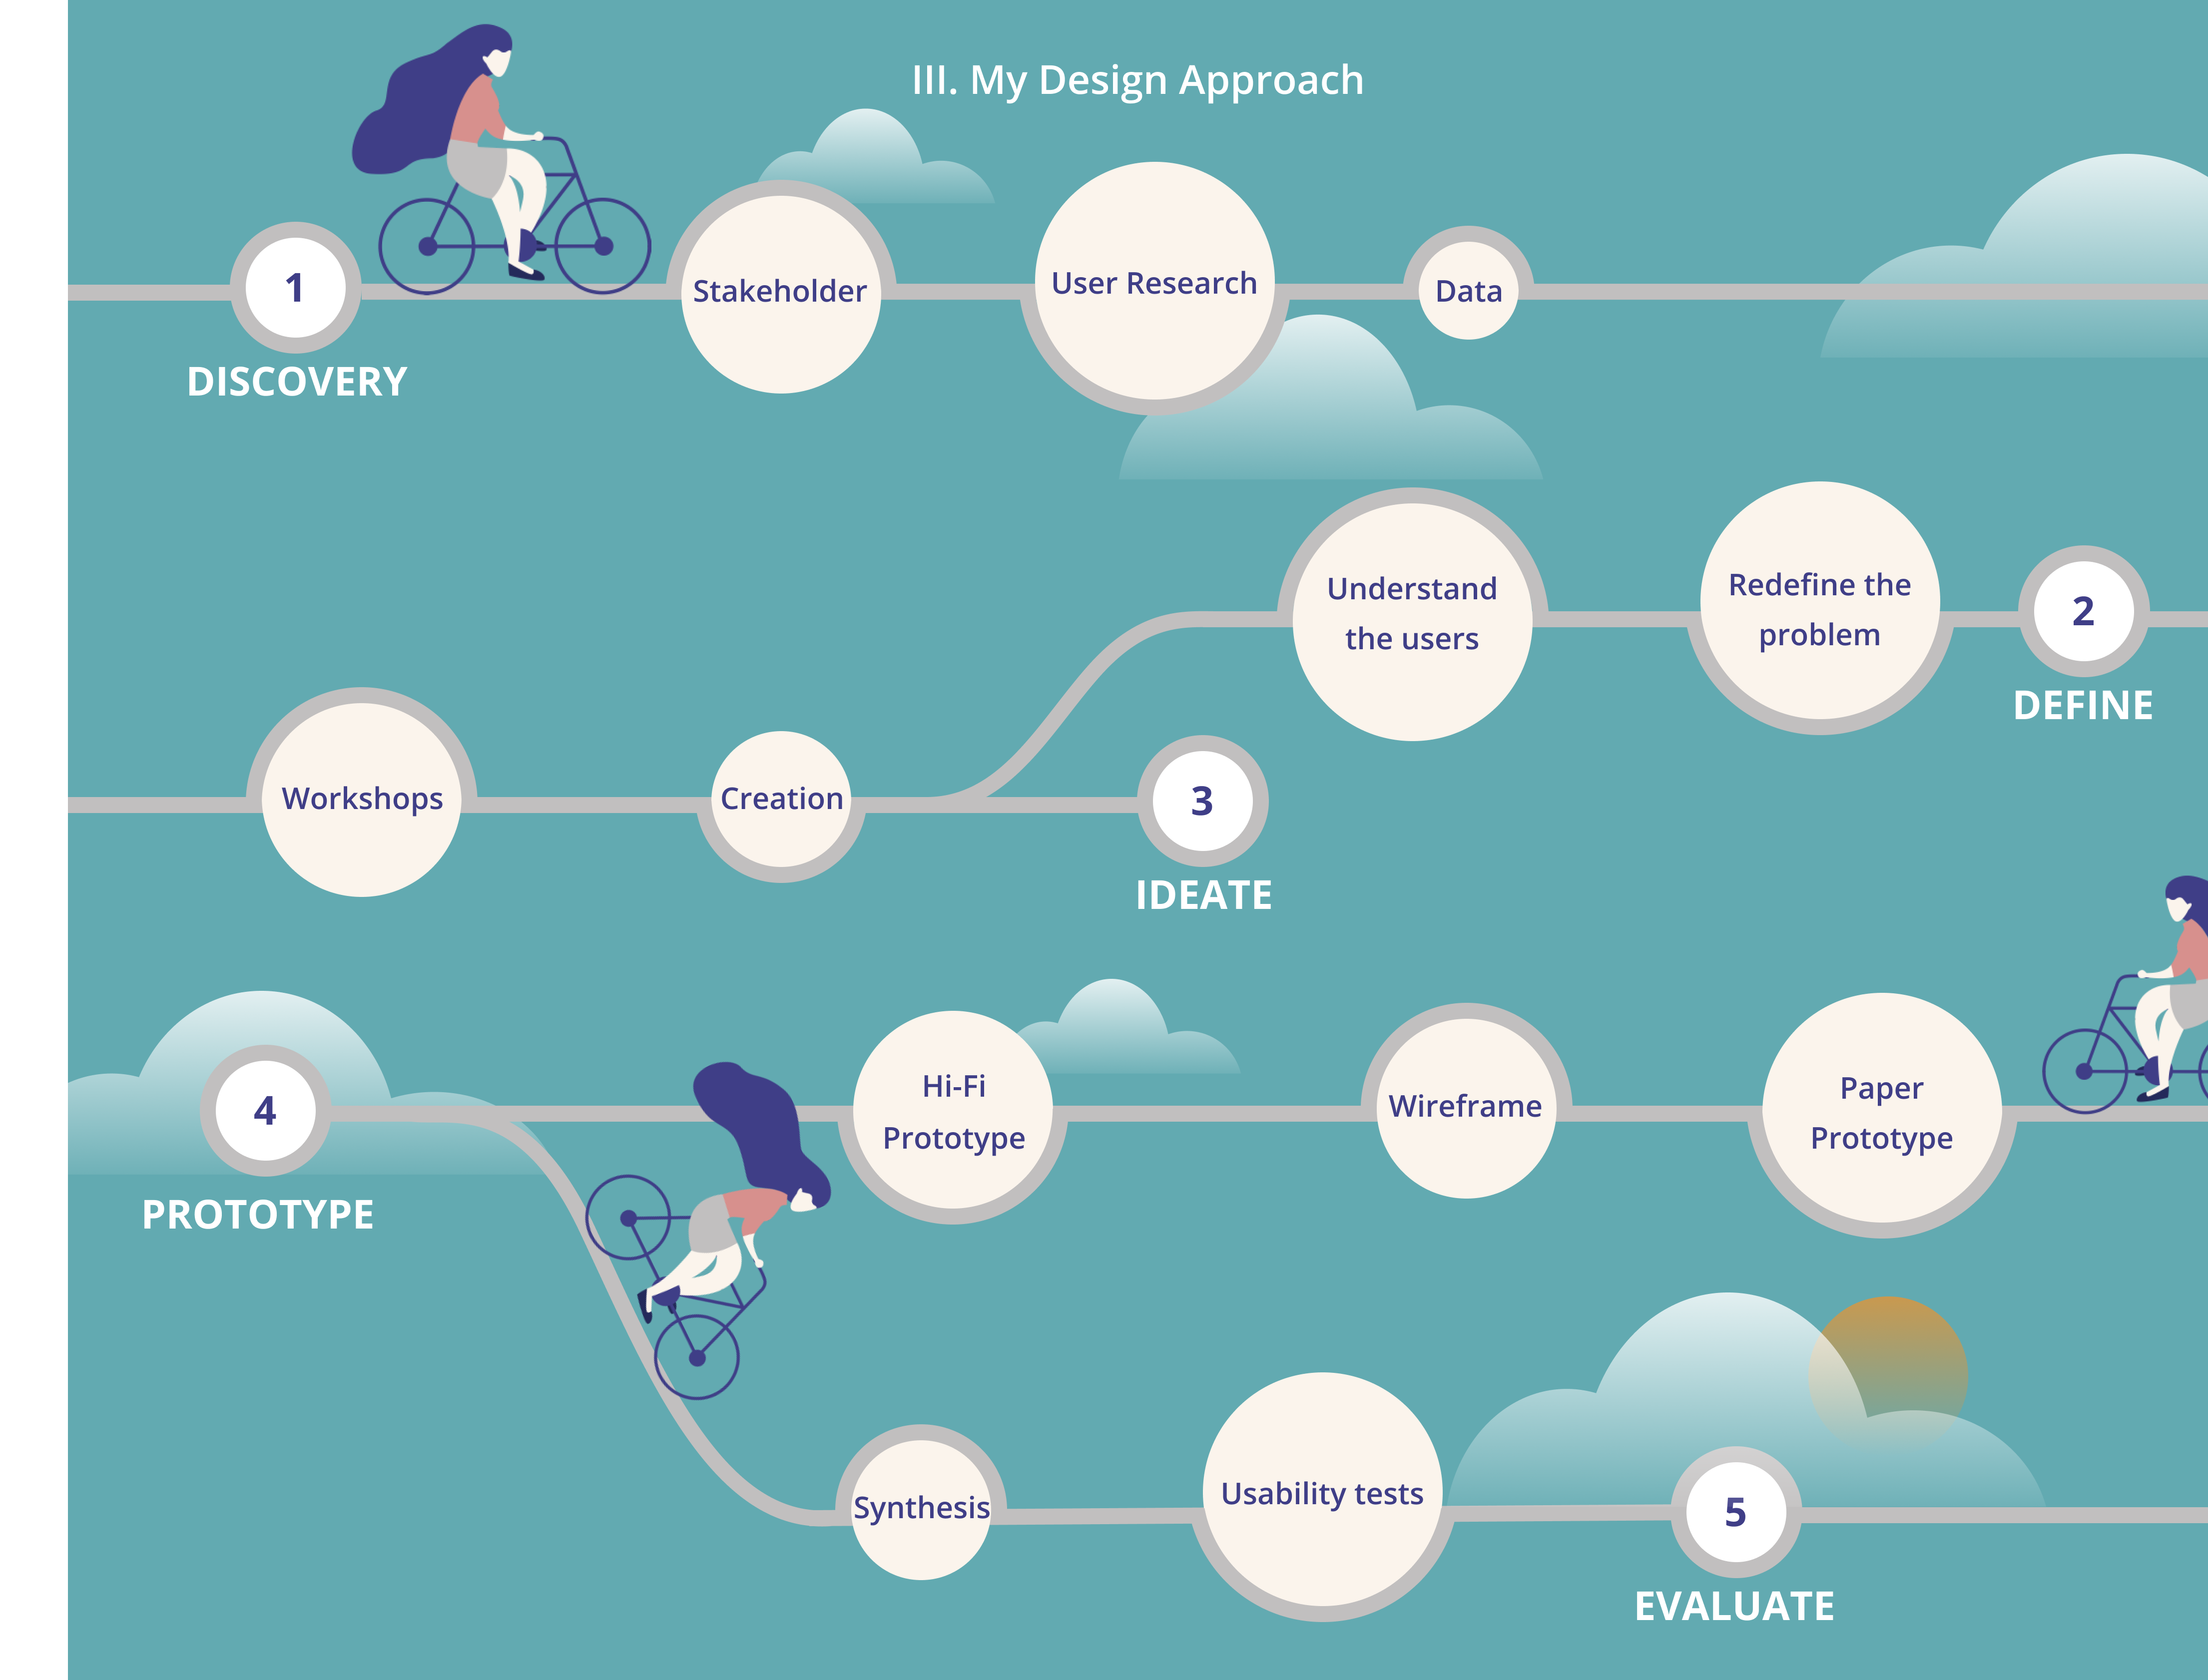 III. My Design Approach
1
DISCOVERY
Stakeholder
User Research
Data
Understand
the users
Redefine the
problem
2
DEFINE
Workshops
Creation
3
IDEATE
4
PROTOTYPE
Hi-Fi
Prototype
Wireframe
Paper
Prototype
Synthesis
Usability tests
5
EVALUATE